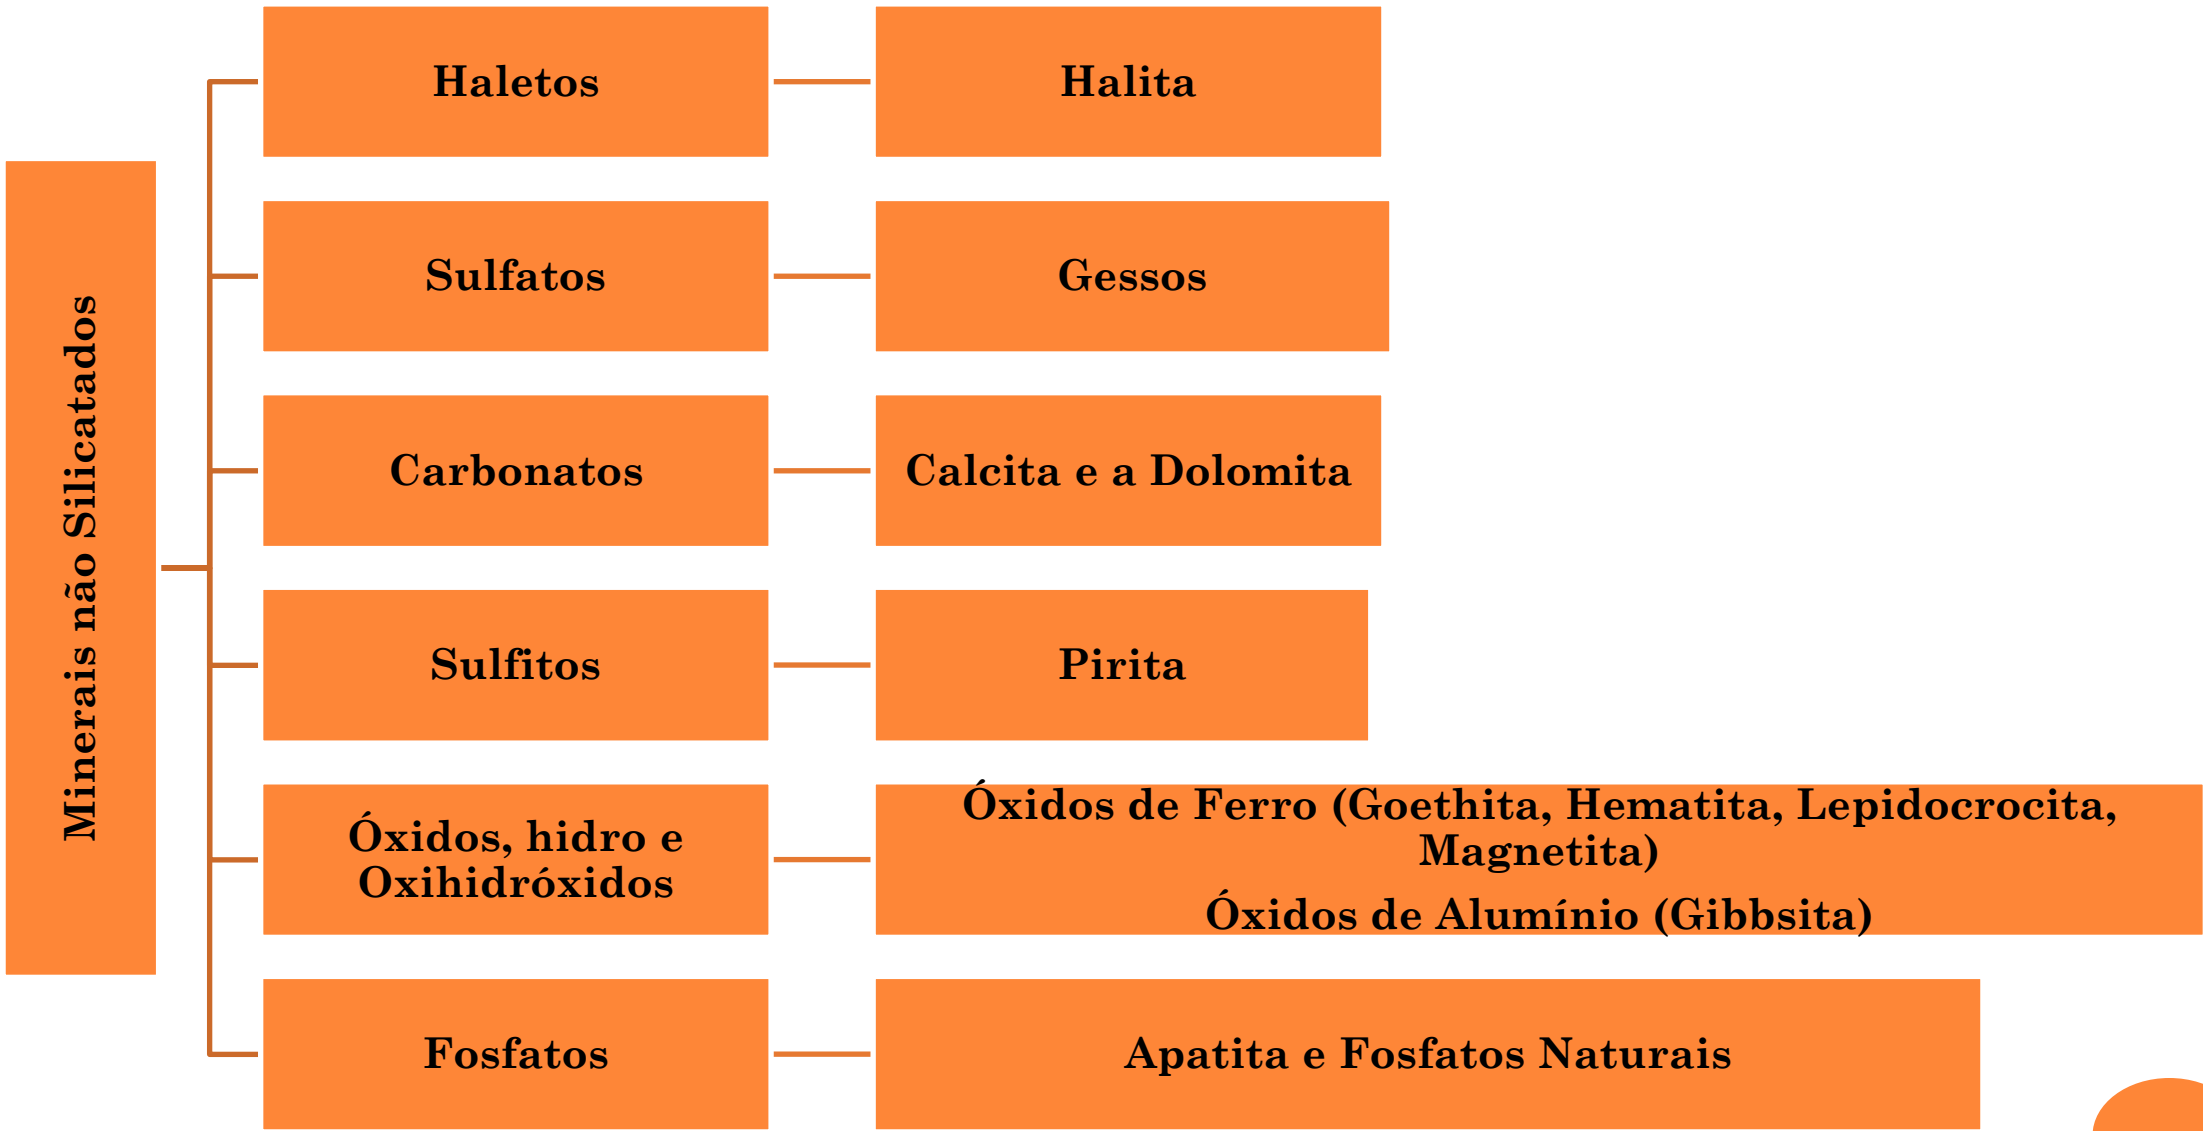 Minerais não Silicatados
Haletos
Halita
Sulfatos
Gessos
Carbonatos
Calcita e a Dolomita
Sulfitos
Pirita
Óxidos, hidro e
Oxihidróxidos
Óxidos de Ferro (Goethita, Hematita, Lepidocrocita,
Magnetita)
Óxidos de Alumínio (Gibbsita)
Fosfatos
Apatita e Fosfatos Naturais